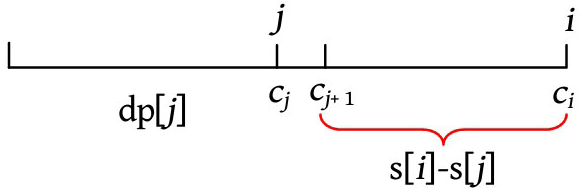 j i
c_j c_{j+1} c_i
dp[j]
s[i]-s[j]